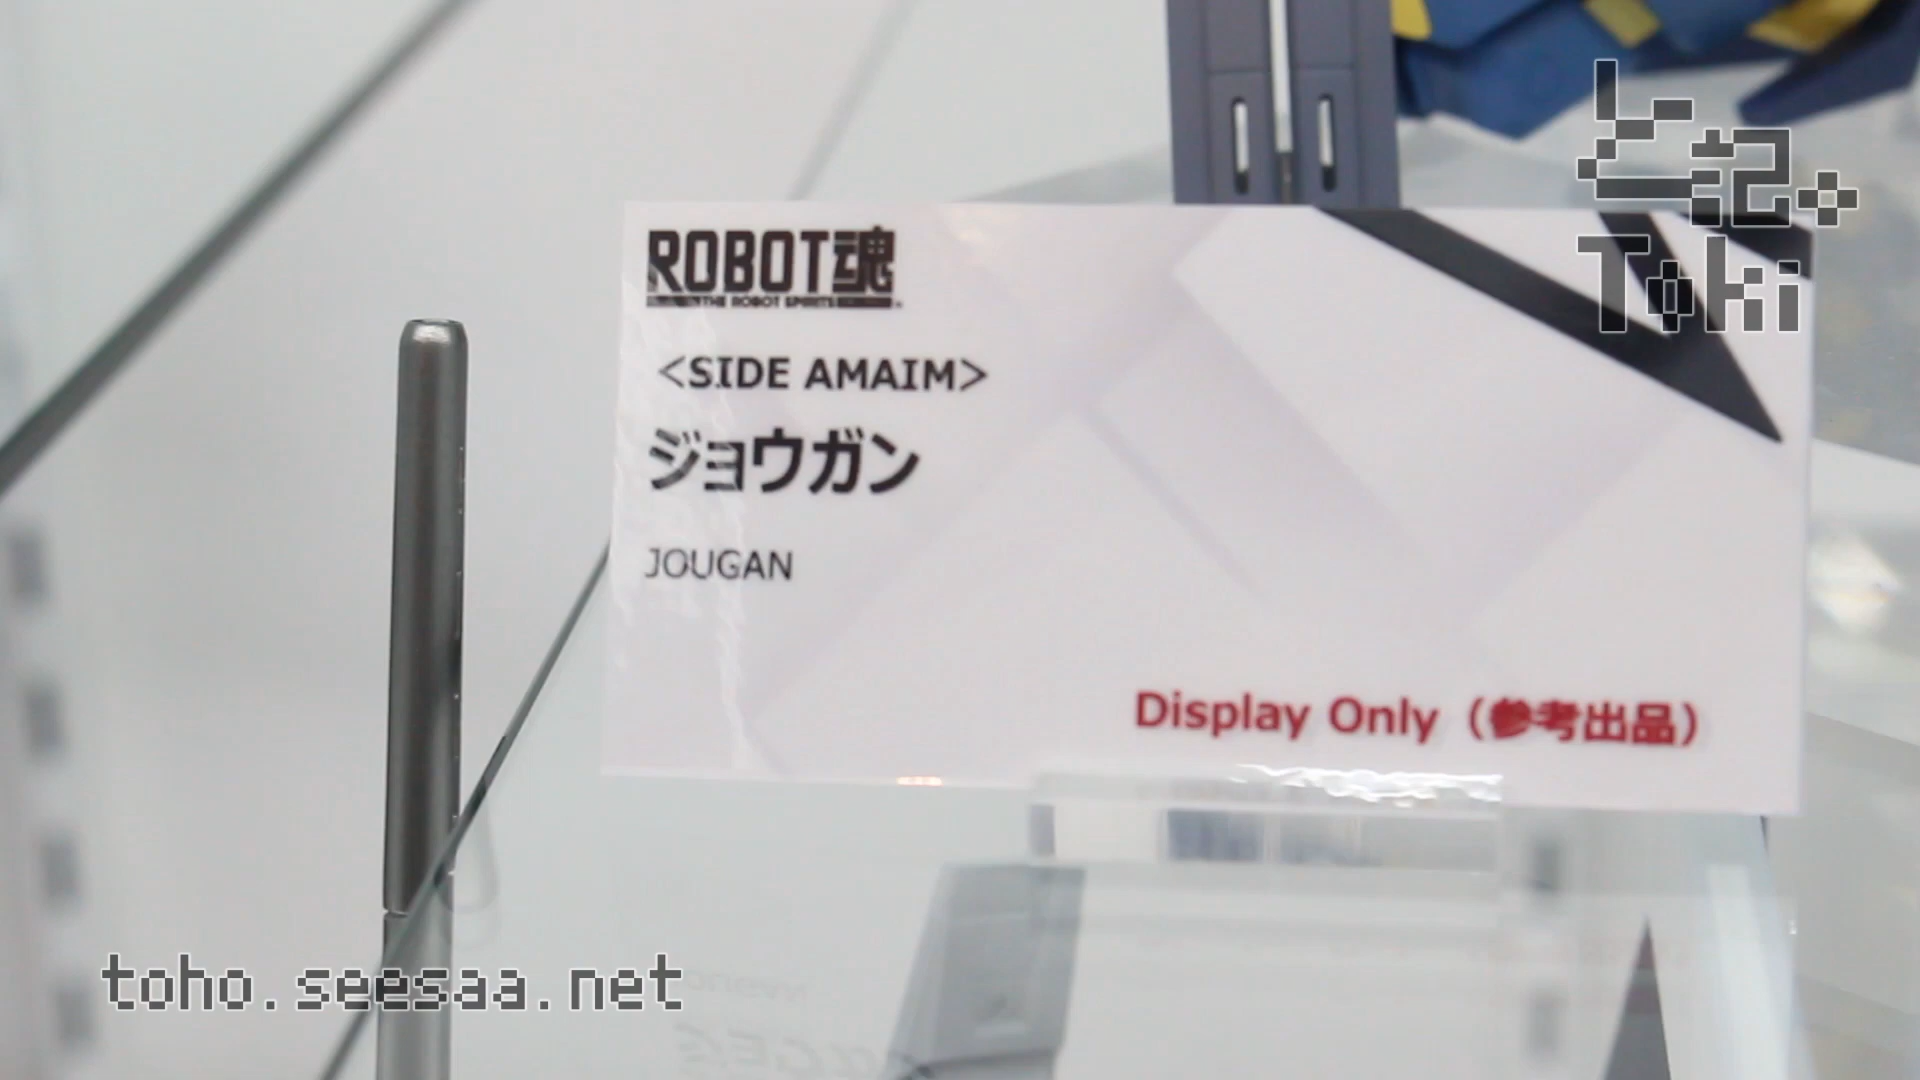 ROBOT魂
THE ROBOT SPIRITS
<SIDE AMAIM>
ジョウガン
JOUGAN
Display Only（参考出品）
と記。
Toki
toho.seesaa.net